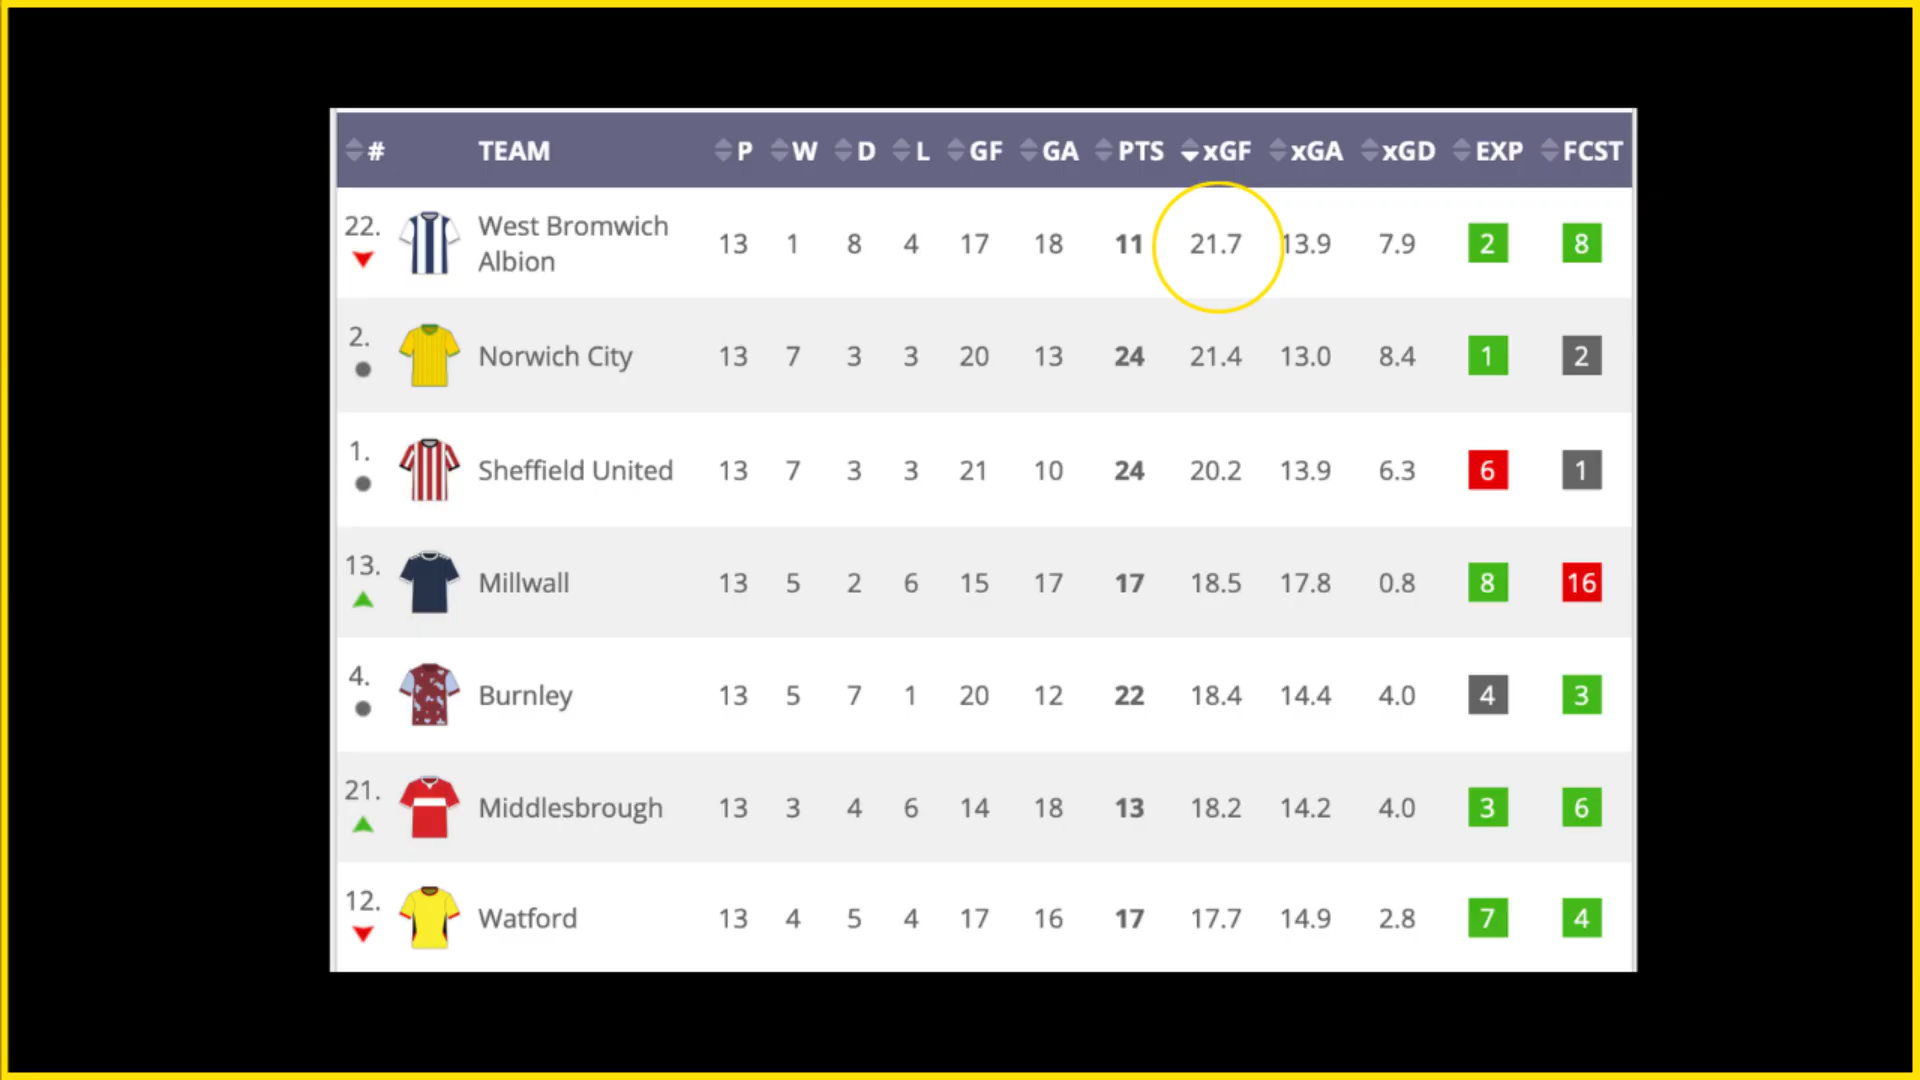 # TEAM P W D L GF GA PTS xGF xGA xGD EXP FCST
22. West Bromwich Albion 13 1 8 4 17 18 11 21.7 13.9 7.9 2 8
2. Norwich City 13 7 3 3 20 13 24 21.4 13.0 8.4 1 2
1. Sheffield United 13 7 3 3 21 10 24 20.2 13.9 6.3 6 1
13. Millwall 13 5 2 6 15 17 17 18.5 17.8 0.8 8 16
4. Burnley 13 5 7 1 20 12 22 18.4 14.4 4.0 4 3
21. Middlesbrough 13 3 4 6 14 18 13 18.2 14.2 4.0 3 6
12. Watford 13 4 5 4 17 16 17 17.7 14.9 2.8 7 4